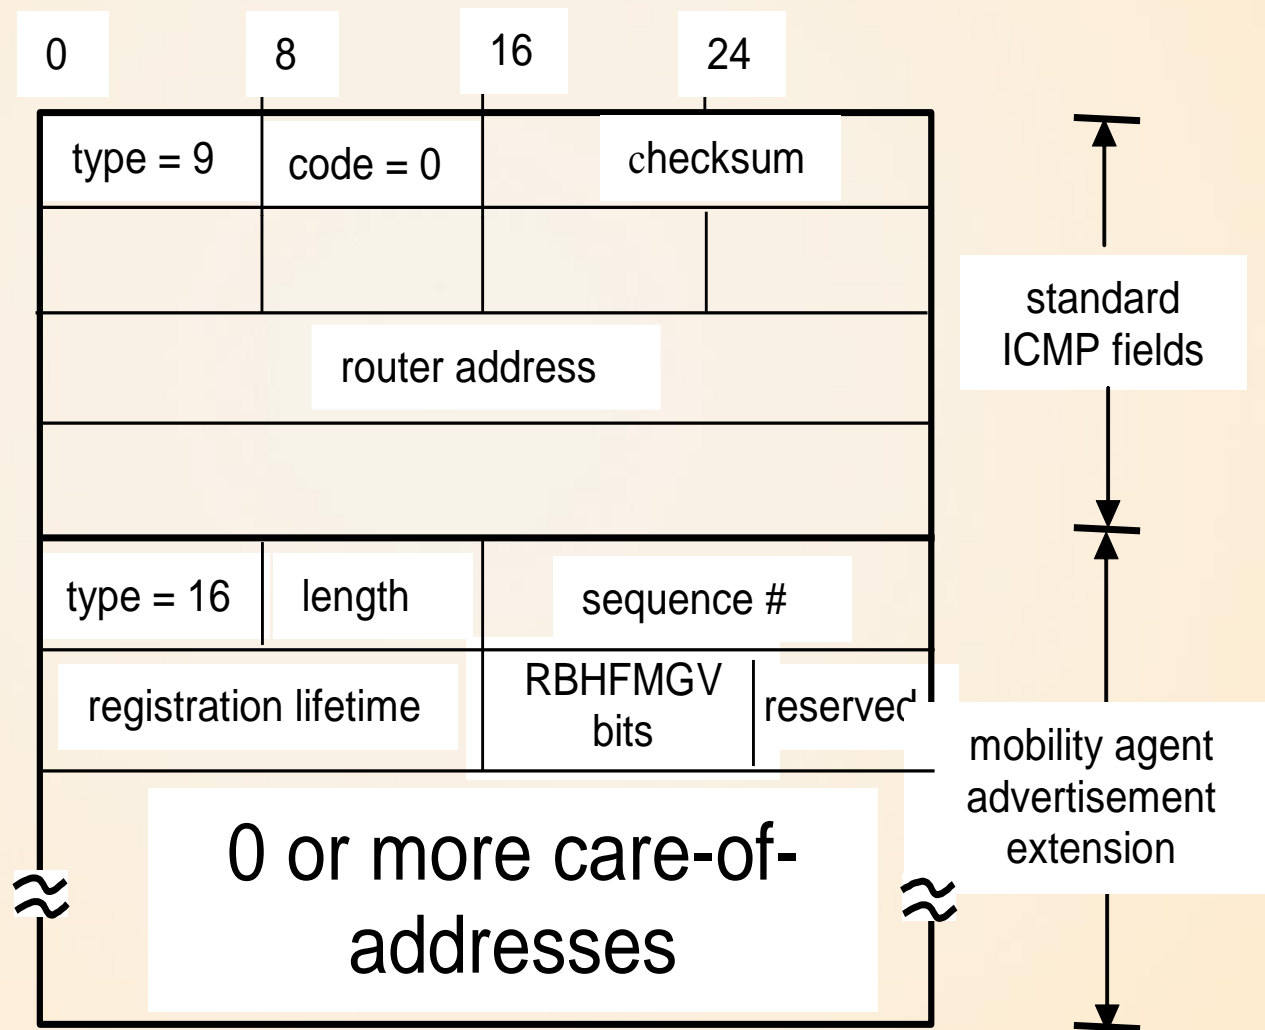 0 8 16 24
type = 9 code = 0 checksum
router address
standard
ICMP fields
type = 16 length sequence #
registration lifetime
RBHFMGV
bits
reserved
mobility agent
advertisement
extension
0 or more care-of-
addresses